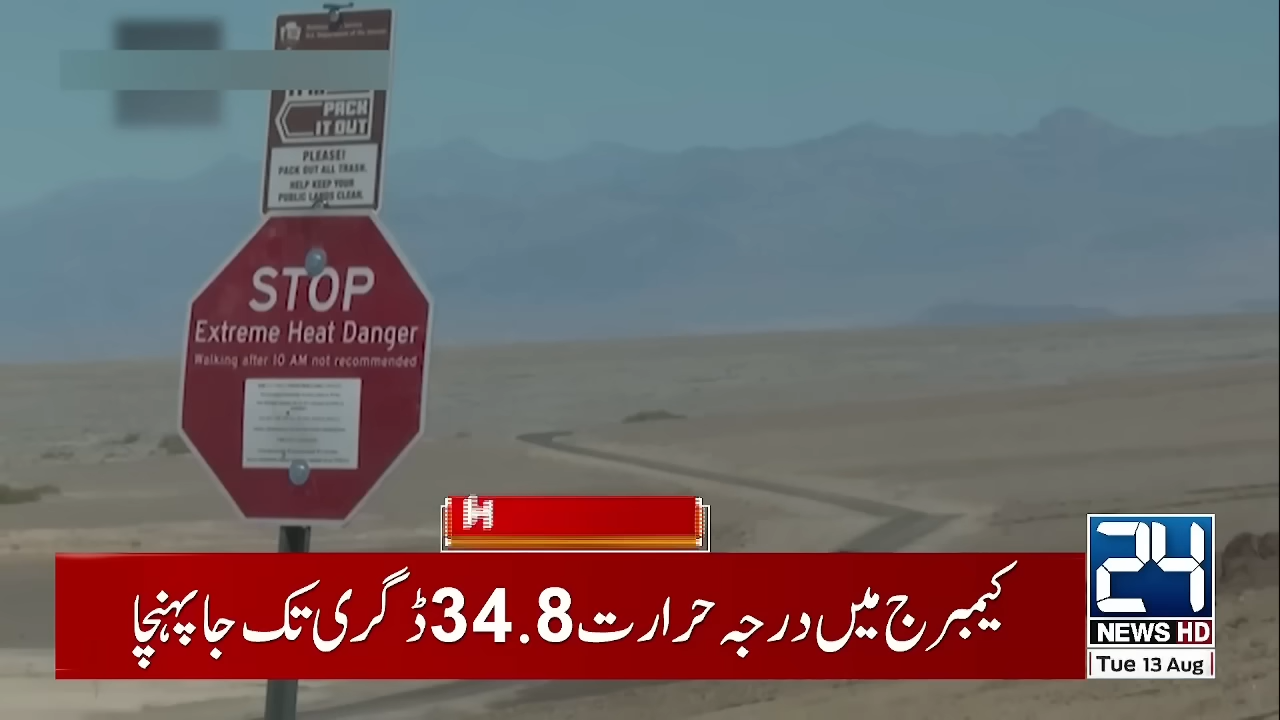 PACK
IT OUT
PLEASE!
PACK OUT ALL TRASH.
HELP KEEP YOUR
PUBLIC LANDS CLEAN.
STOP
Extreme Heat Danger
Walking after 10 AM not recommended
H
کیمبرج میں درجہ حرارت 34.8 ڈگری تک جا پہنچا
24
NEWS HD
Tue 13 Aug